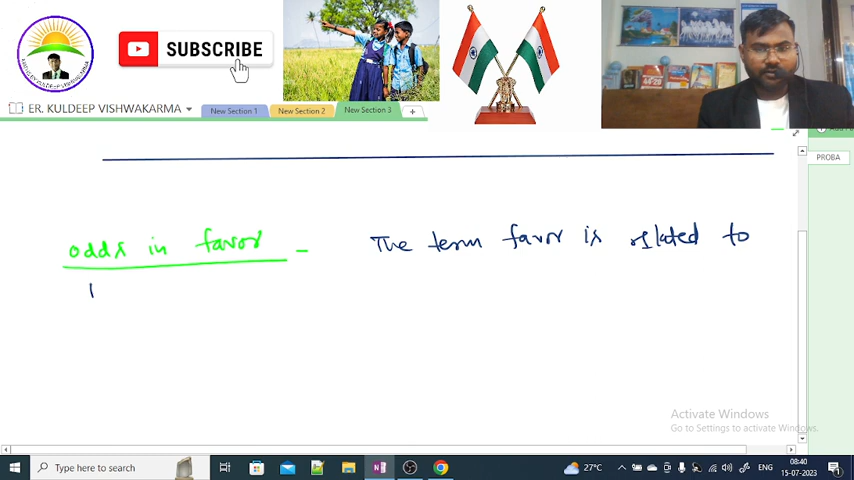 SUBSCRIBE
ER. KULDEEP VISHWAKARMA
New Section 1
New Section 2
New Section 3
PROBA
odds in favor - The term favor is related to
Activate Windows
Go to Settings to activate Windows.
Type here to search
27°C
ENG
08:40
15-07-2023